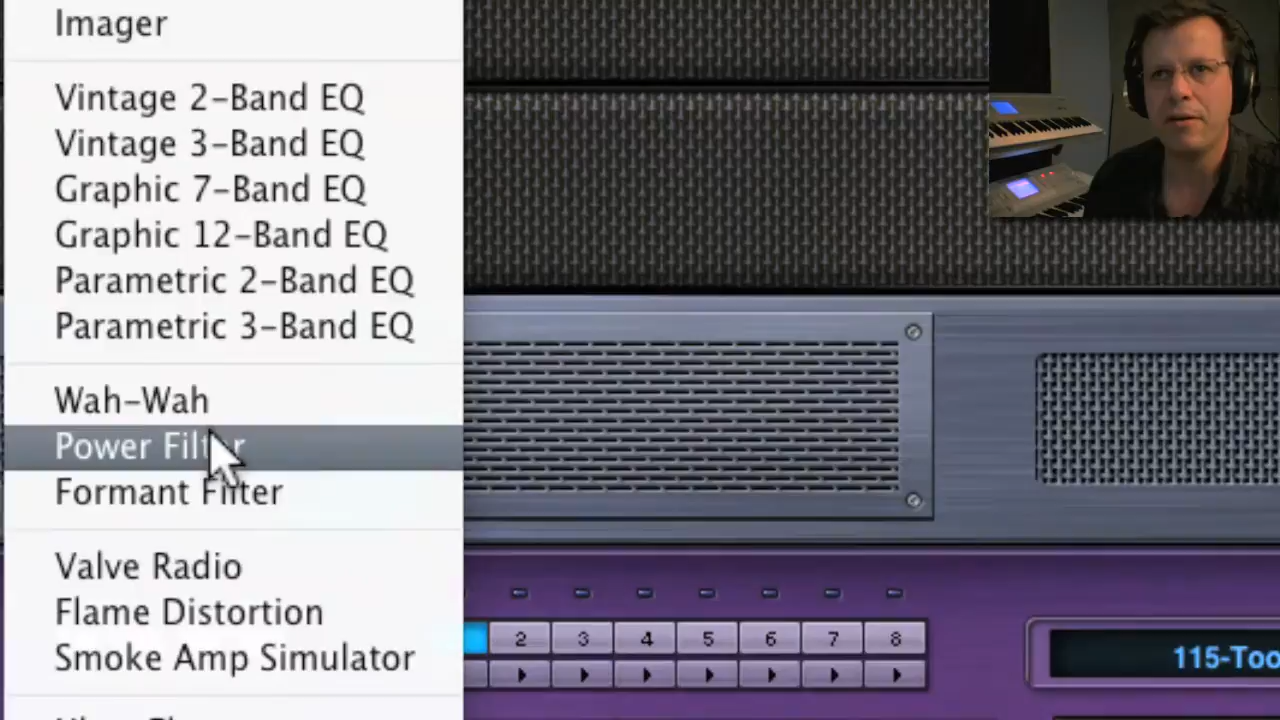 Imager
Vintage 2-Band EQ
Vintage 3-Band EQ
Graphic 7-Band EQ
Graphic 12-Band EQ
Parametric 2-Band EQ
Parametric 3-Band EQ
Wah-Wah
Power Filter
Formant Filter
Valve Radio
Flame Distortion
Smoke Amp Simulator
2 3 4 5 6 7 8
115-Too